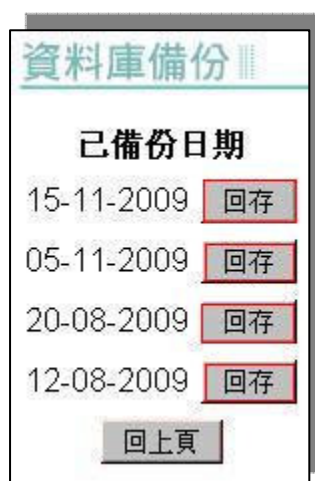 資料庫備份
已備份日期
15-11-2009 回存
05-11-2009 回存
20-08-2009 回存
12-08-2009 回存
回上頁